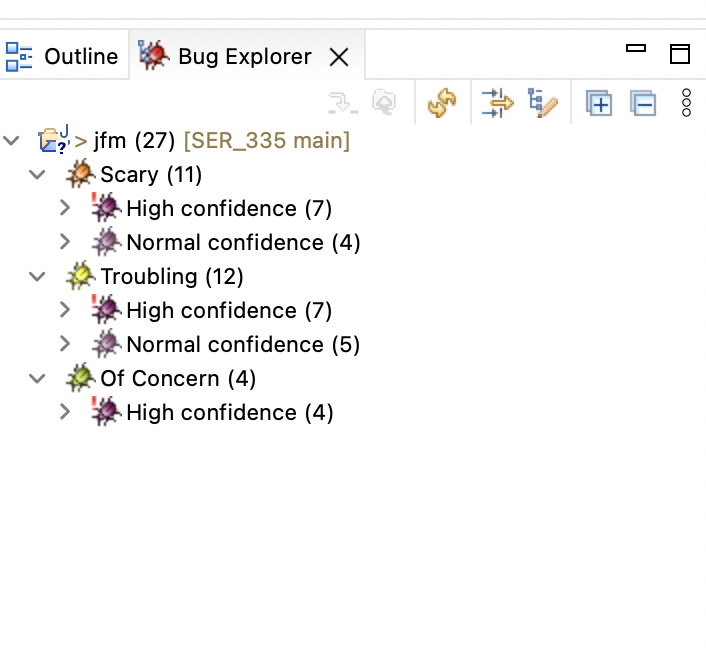 Outline Bug Explorer
> jfm (27) [SER_335 main]
Scary (11)
High confidence (7)
Normal confidence (4)
Troubling (12)
High confidence (7)
Normal confidence (5)
Of Concern (4)
High confidence (4)